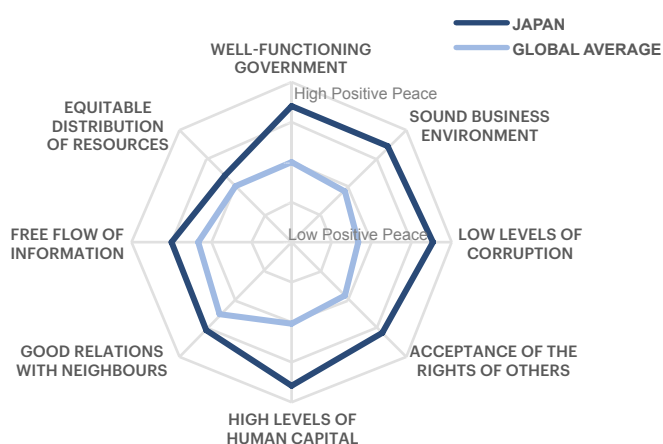 JAPAN
GLOBAL AVERAGE
WELL-FUNCTIONING
GOVERNMENT
High Positive Peace
EQUITABLE
DISTRIBUTION
OF RESOURCES
SOUND BUSINESS
ENVIRONMENT
FREE FLOW OF
INFORMATION
Low Positive Peace
LOW LEVELS OF
CORRUPTION
GOOD RELATIONS
WITH NEIGHBOURS
ACCEPTANCE OF THE
RIGHTS OF OTHERS
HIGH LEVELS OF
HUMAN CAPITAL